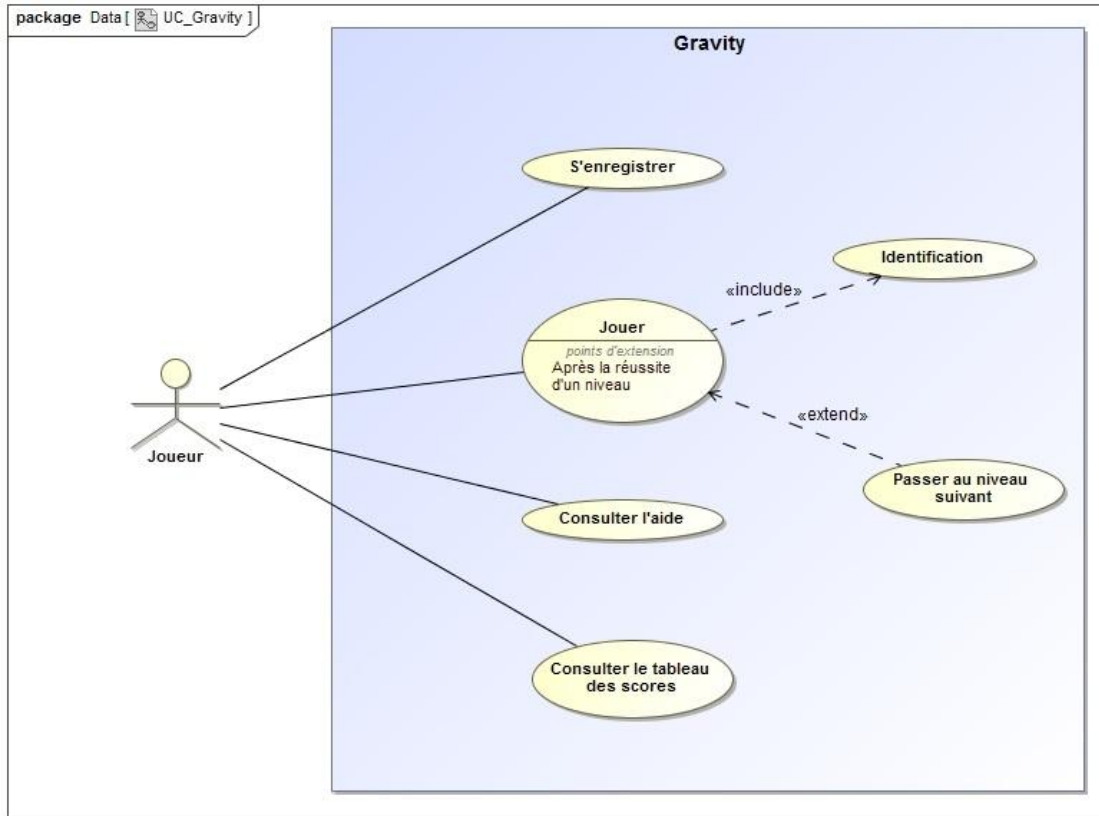 package Data [ UC_Gravity ]
Gravity
S'enregistrer
Identification
«include»
Jouer
points d'extension
Après la réussite
d'un niveau
«extend»
Joueur
Passer au niveau
suivant
Consulter l'aide
Consulter le tableau
des scores